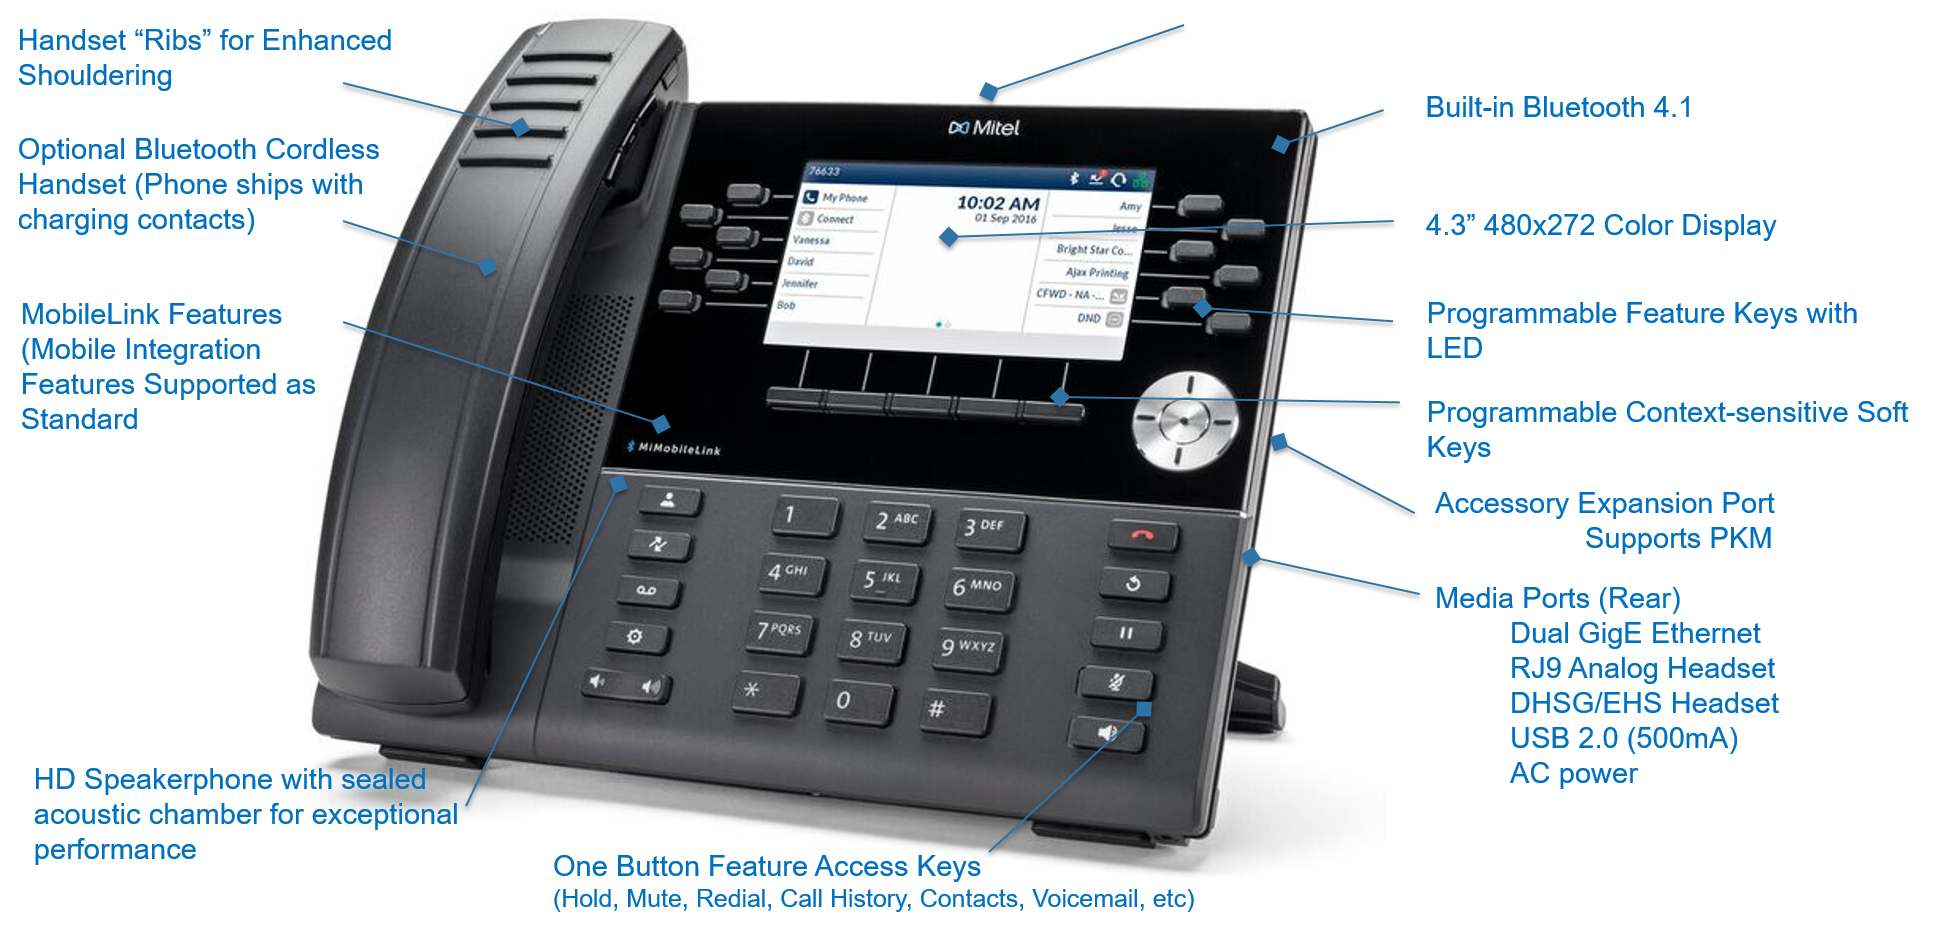 Handset “Ribs” for Enhanced
Shouldering
Optional Bluetooth Cordless
Handset (Phone ships with
charging contacts)
MobileLink Features
(Mobile Integration
Features Supported as
Standard
HD Speakerphone with sealed
acoustic chamber for exceptional
performance
One Button Feature Access Keys
(Hold, Mute, Redial, Call History, Contacts, Voicemail, etc)
Built-in Bluetooth 4.1
4.3” 480x272 Color Display
Programmable Feature Keys with
LED
Programmable Context-sensitive Soft
Keys
Accessory Expansion Port
Supports PKM
Media Ports (Rear)
Dual GigE Ethernet
RJ9 Analog Headset
DHSG/EHS Headset
USB 2.0 (500mA)
AC power
Mitel
76633
My Phone
Connect
Vanessa
David
Jennifer
Bob
10:02 AM
01 Sep 2016
Amy
Jesse
Bright Star Co...
Ajax Printing
CFWD - NA -...
DND
MiMobileLink
1
2 ABC
3 DEF
4 GHI
5 JKL
6 MNO
7 PQRS
8 TUV
9 WXYZ
*
0
#